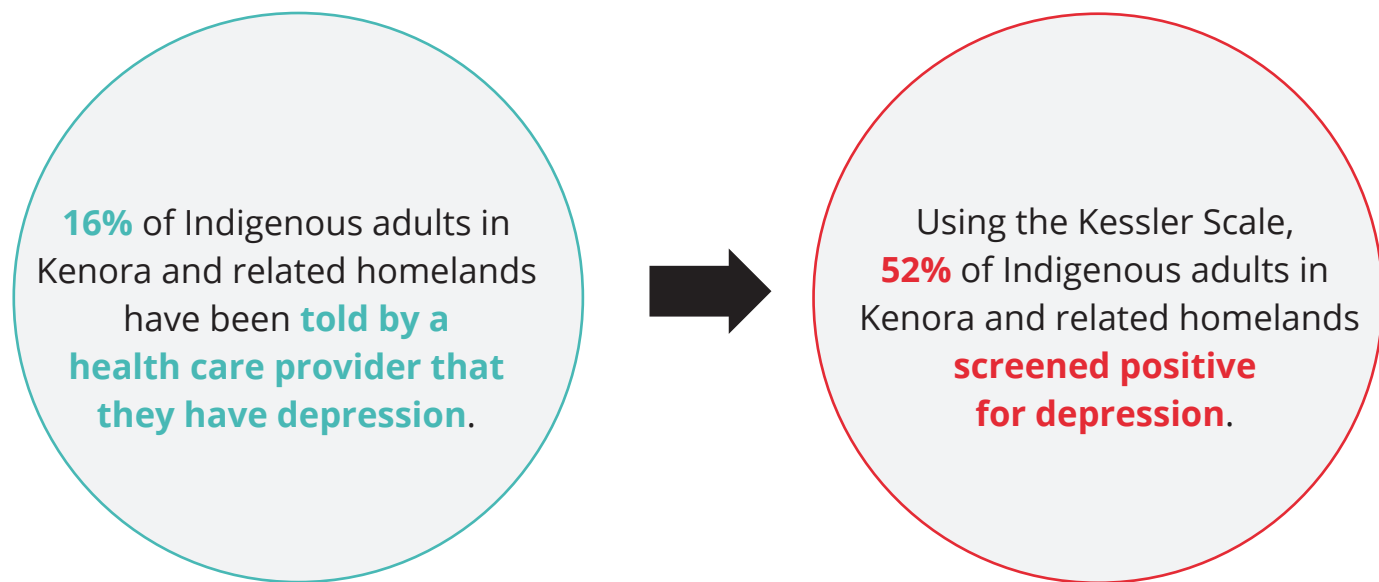 16% of Indigenous adults in
Kenora and related homelands
have been told by a
health care provider that
they have depression.
Using the Kessler Scale,
52% of Indigenous adults in
Kenora and related homelands
screened positive
for depression.